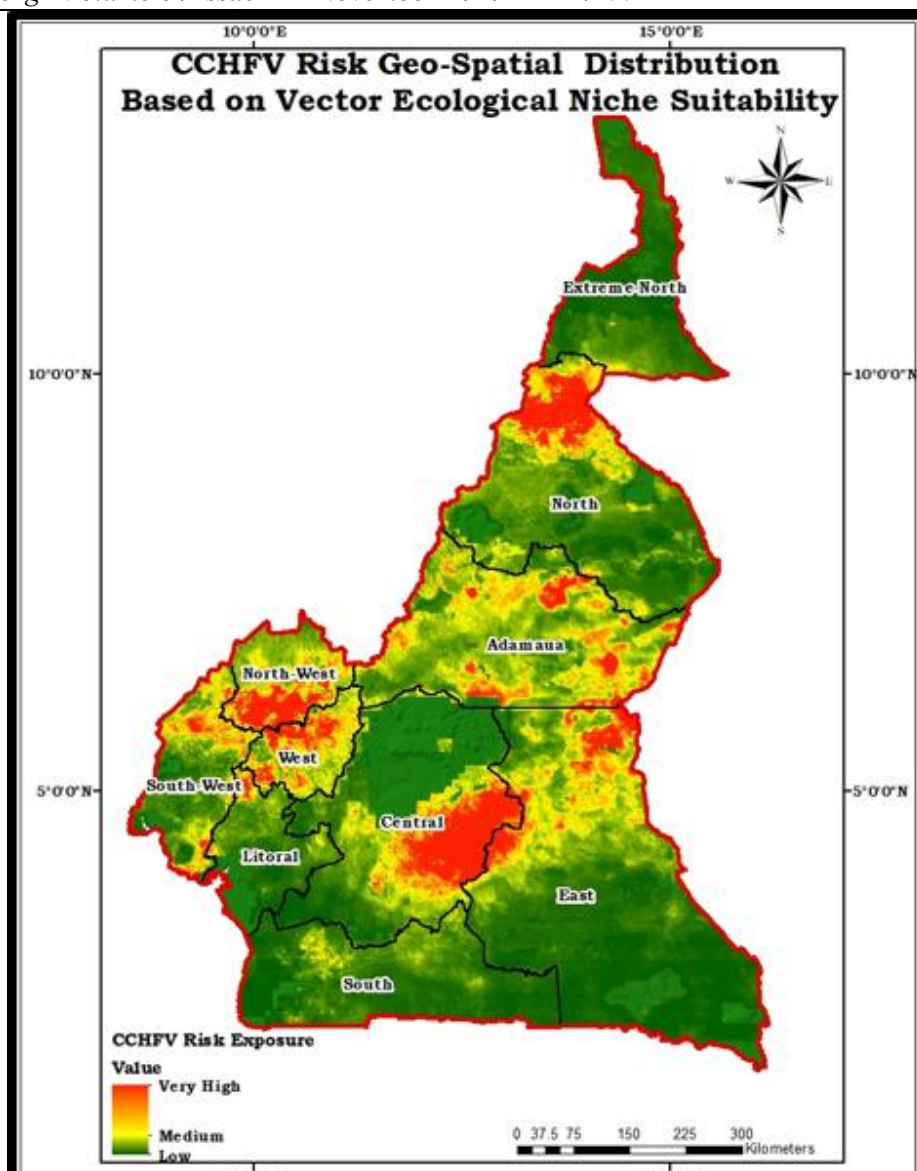 10°0'0"E 15°0'0"E
CCHFV Risk Geo-Spatial Distribution
Based on Vector Ecological Niche Suitability
N
W E
S
Extreme-North
10°0'0"N 10°0'0"N
North
Adamaua
North-West
West
South-West
5°0'0"N 5°0'0"N
Central
Litoral
East
South
CCHFV Risk Exposure
Value
Very High
Medium
Low
0 37.5 75 150 225 300
Kilometers